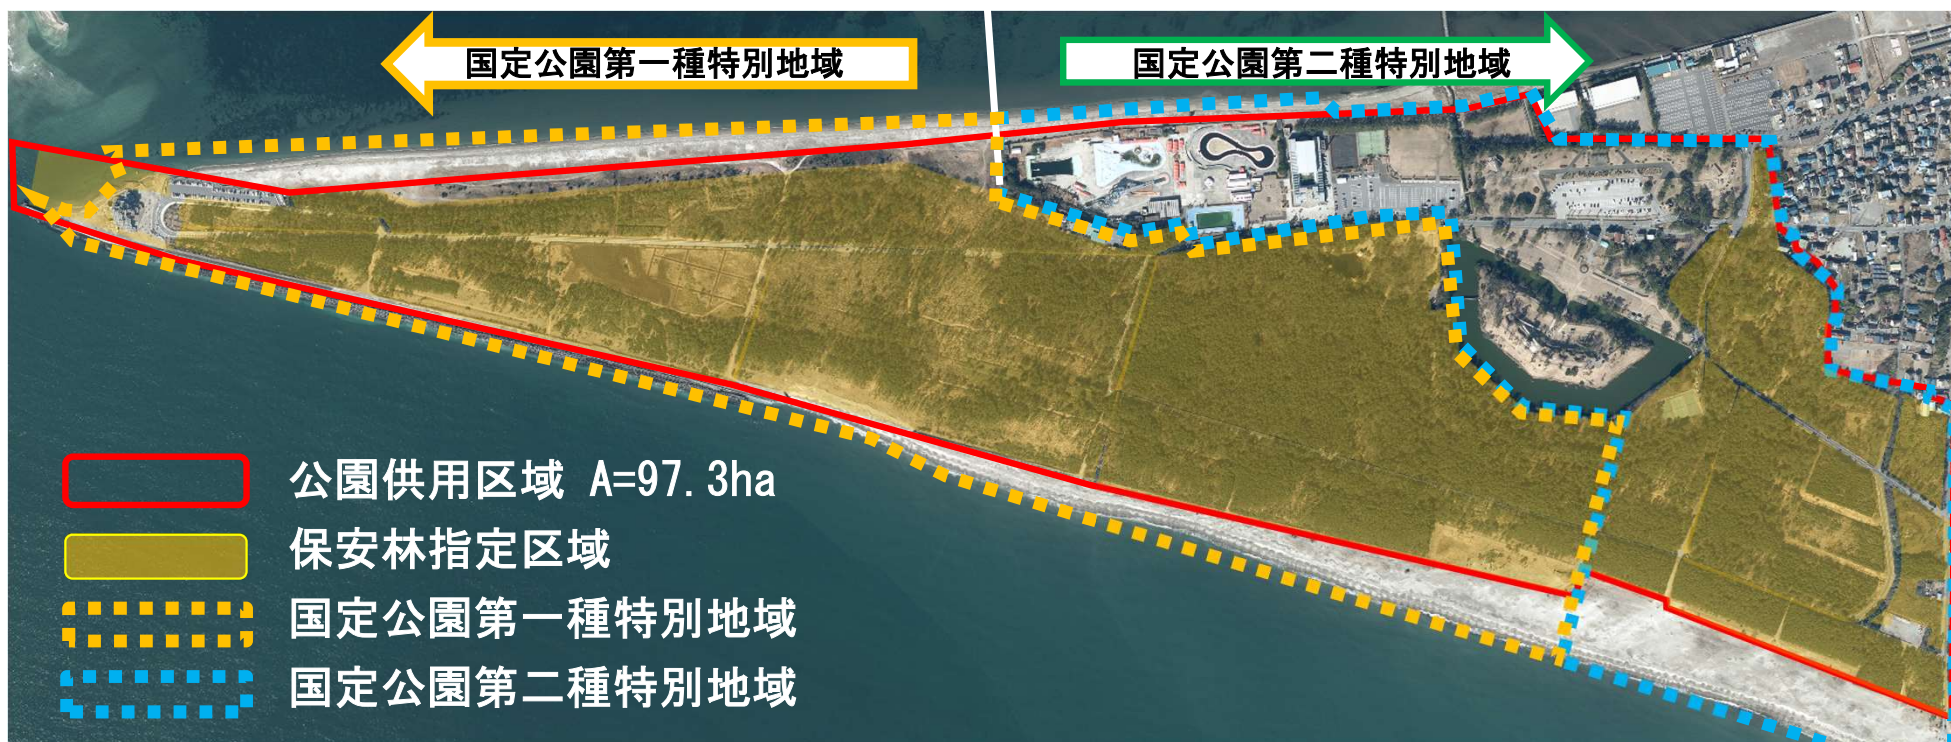 国定公園第一種特別地域
国定公園第二種特別地域
公園供用区域 A=97.3ha
保安林指定区域
国定公園第一種特別地域
国定公園第二種特別地域